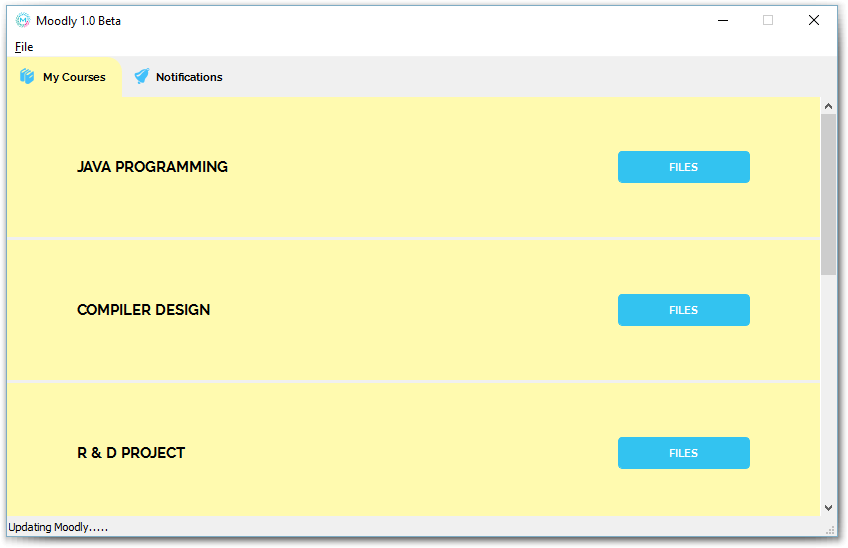 Moodly 1.0 Beta
File
My Courses Notifications
JAVA PROGRAMMING FILES
COMPILER DESIGN FILES
R & D PROJECT FILES
Updating Moodly.....